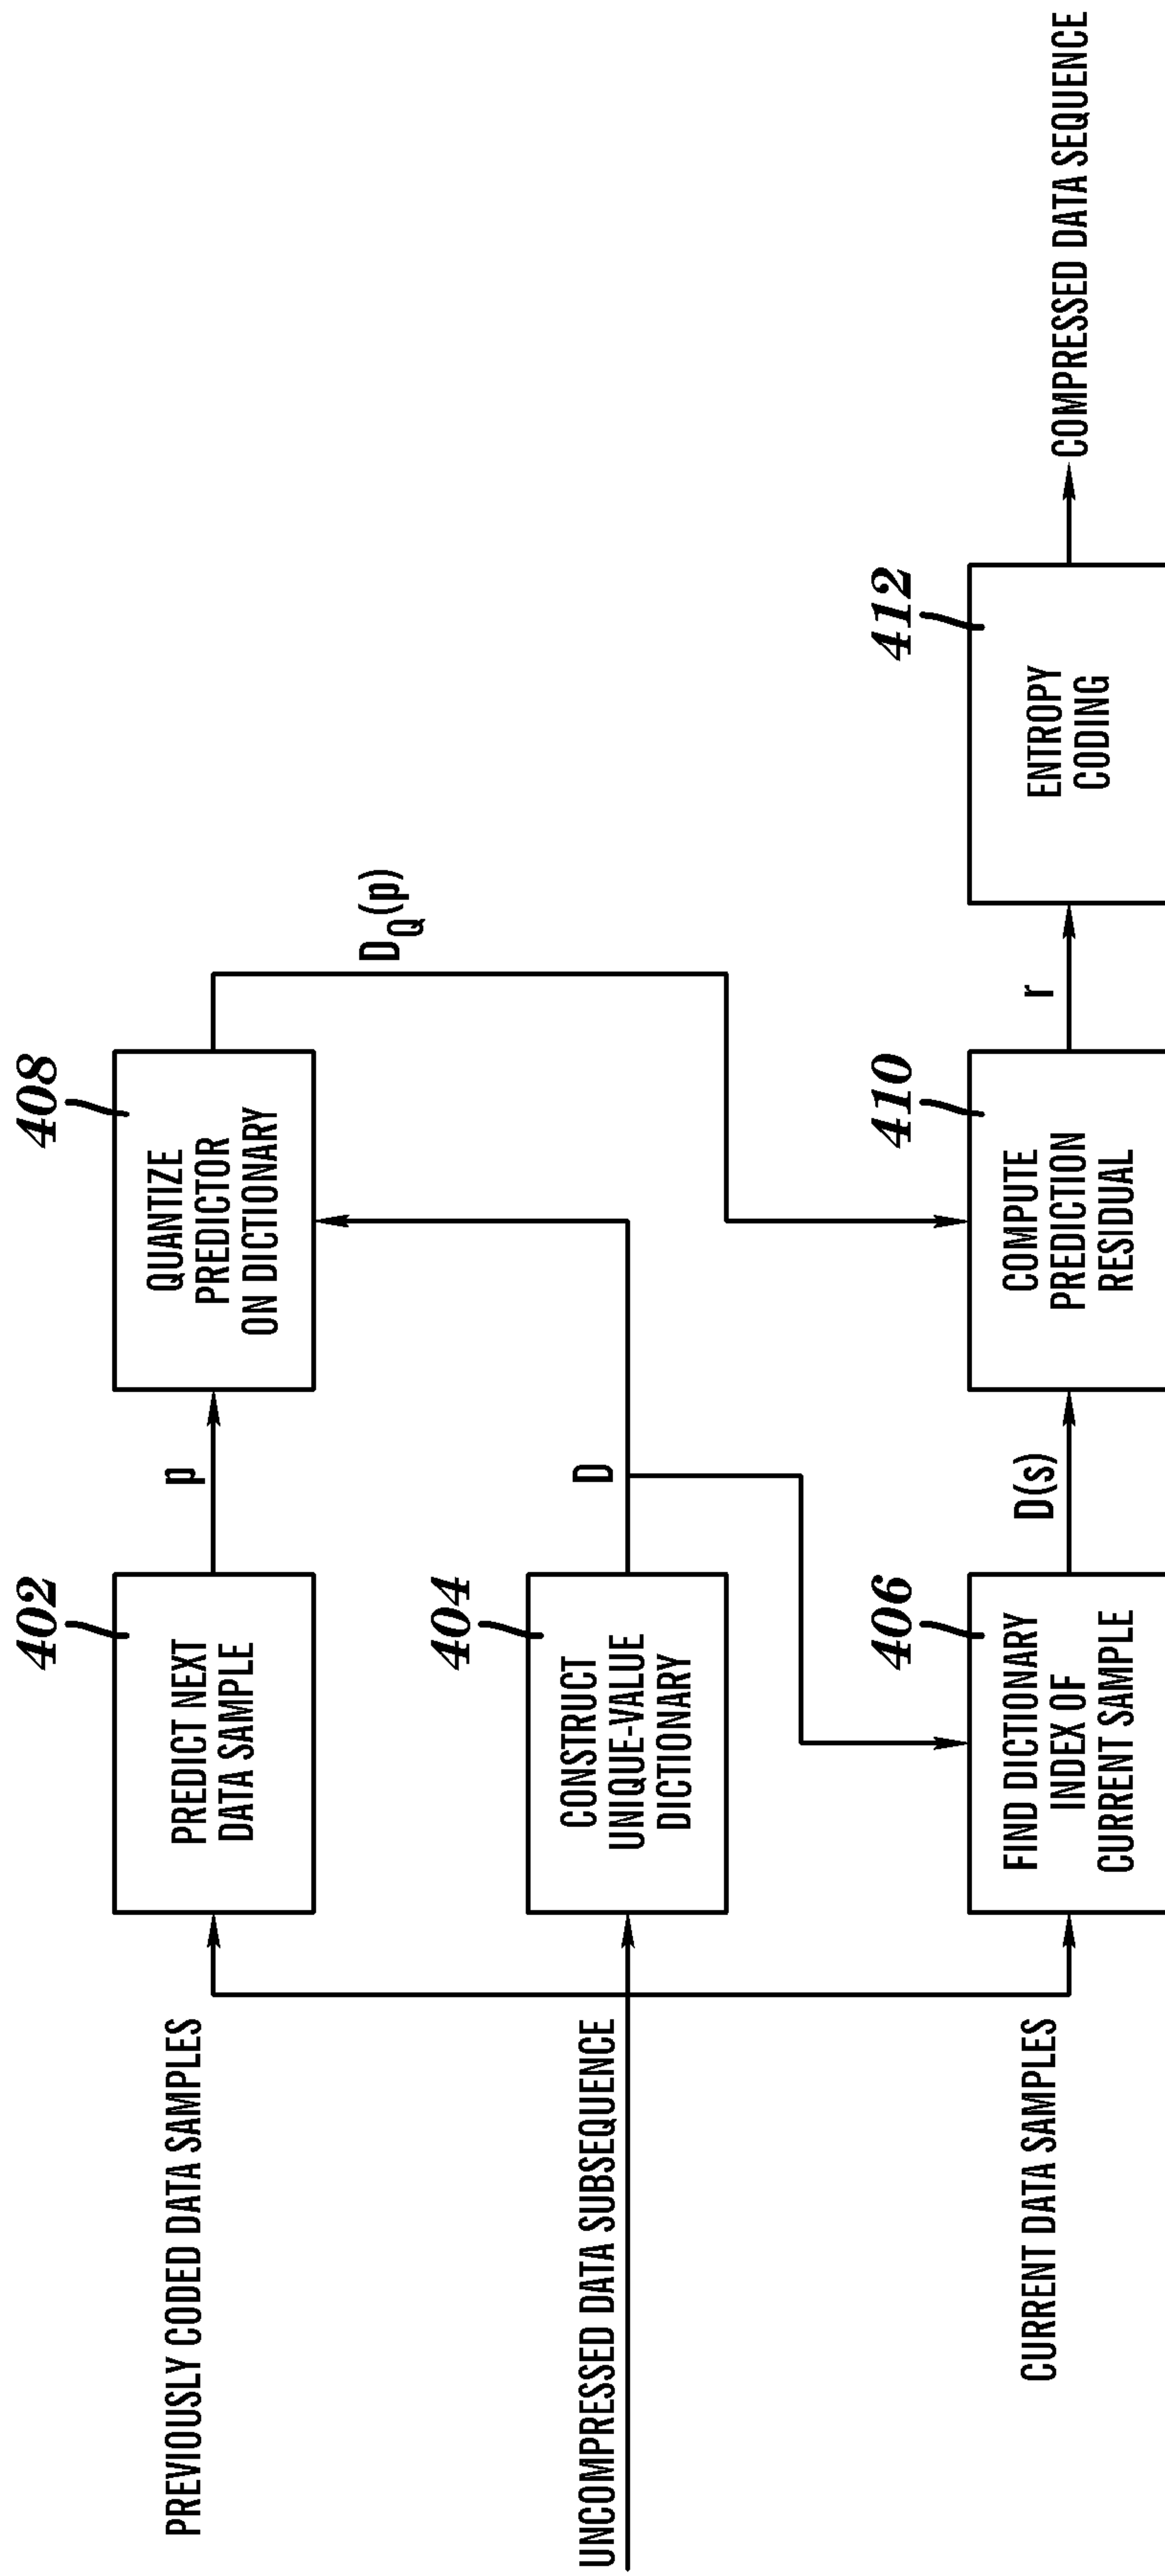 PREVIOUSLY CODED DATA SAMPLES
402
PREDICT NEXT
DATA SAMPLE
p
408
QUANTIZE
PREDICTOR
ON DICTIONARY
D_Q(p)
UNCOMPRESSED DATA SUBSEQUENCE
404
CONSTRUCT
UNIQUE-VALUE
DICTIONARY
D
CURRENT DATA SAMPLES
406
FIND DICTIONARY
INDEX OF
CURRENT SAMPLE
D(s)
410
COMPUTE
PREDICTION
RESIDUAL
r
412
ENTROPY
CODING
COMPRESSED DATA SEQUENCE